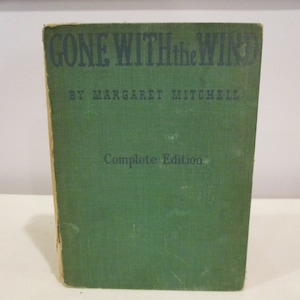 GONE WITH the WIND
BY MARGARET MITCHELL
Complete Edition